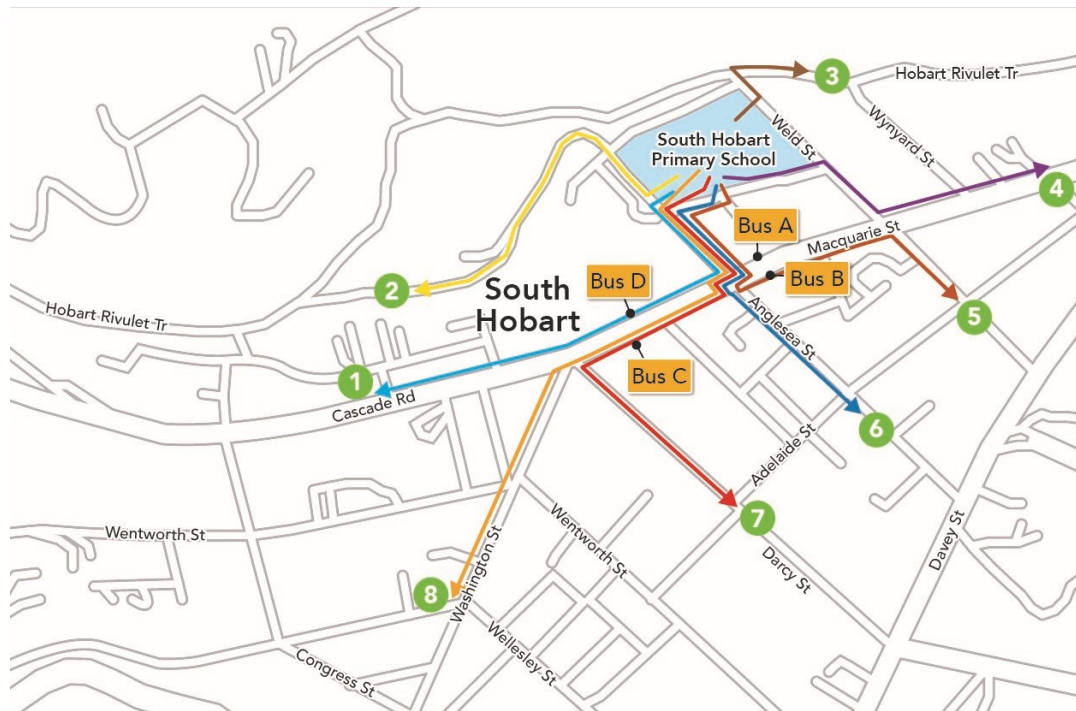 3
Hobart Rivulet Tr
Weld St
Wynyard St
South Hobart
Primary School
4
Bus A
Macquarie St
Bus B
2
South
Hobart
Bus D
Hobart Rivulet Tr
Anglesea St
5
Bus C
1
Cascade Rd
6
Adelaide St
7
Wentworth St
Wentworth St
Darcy St
Davey St
8
Washington St
Wellesley St
Congress St